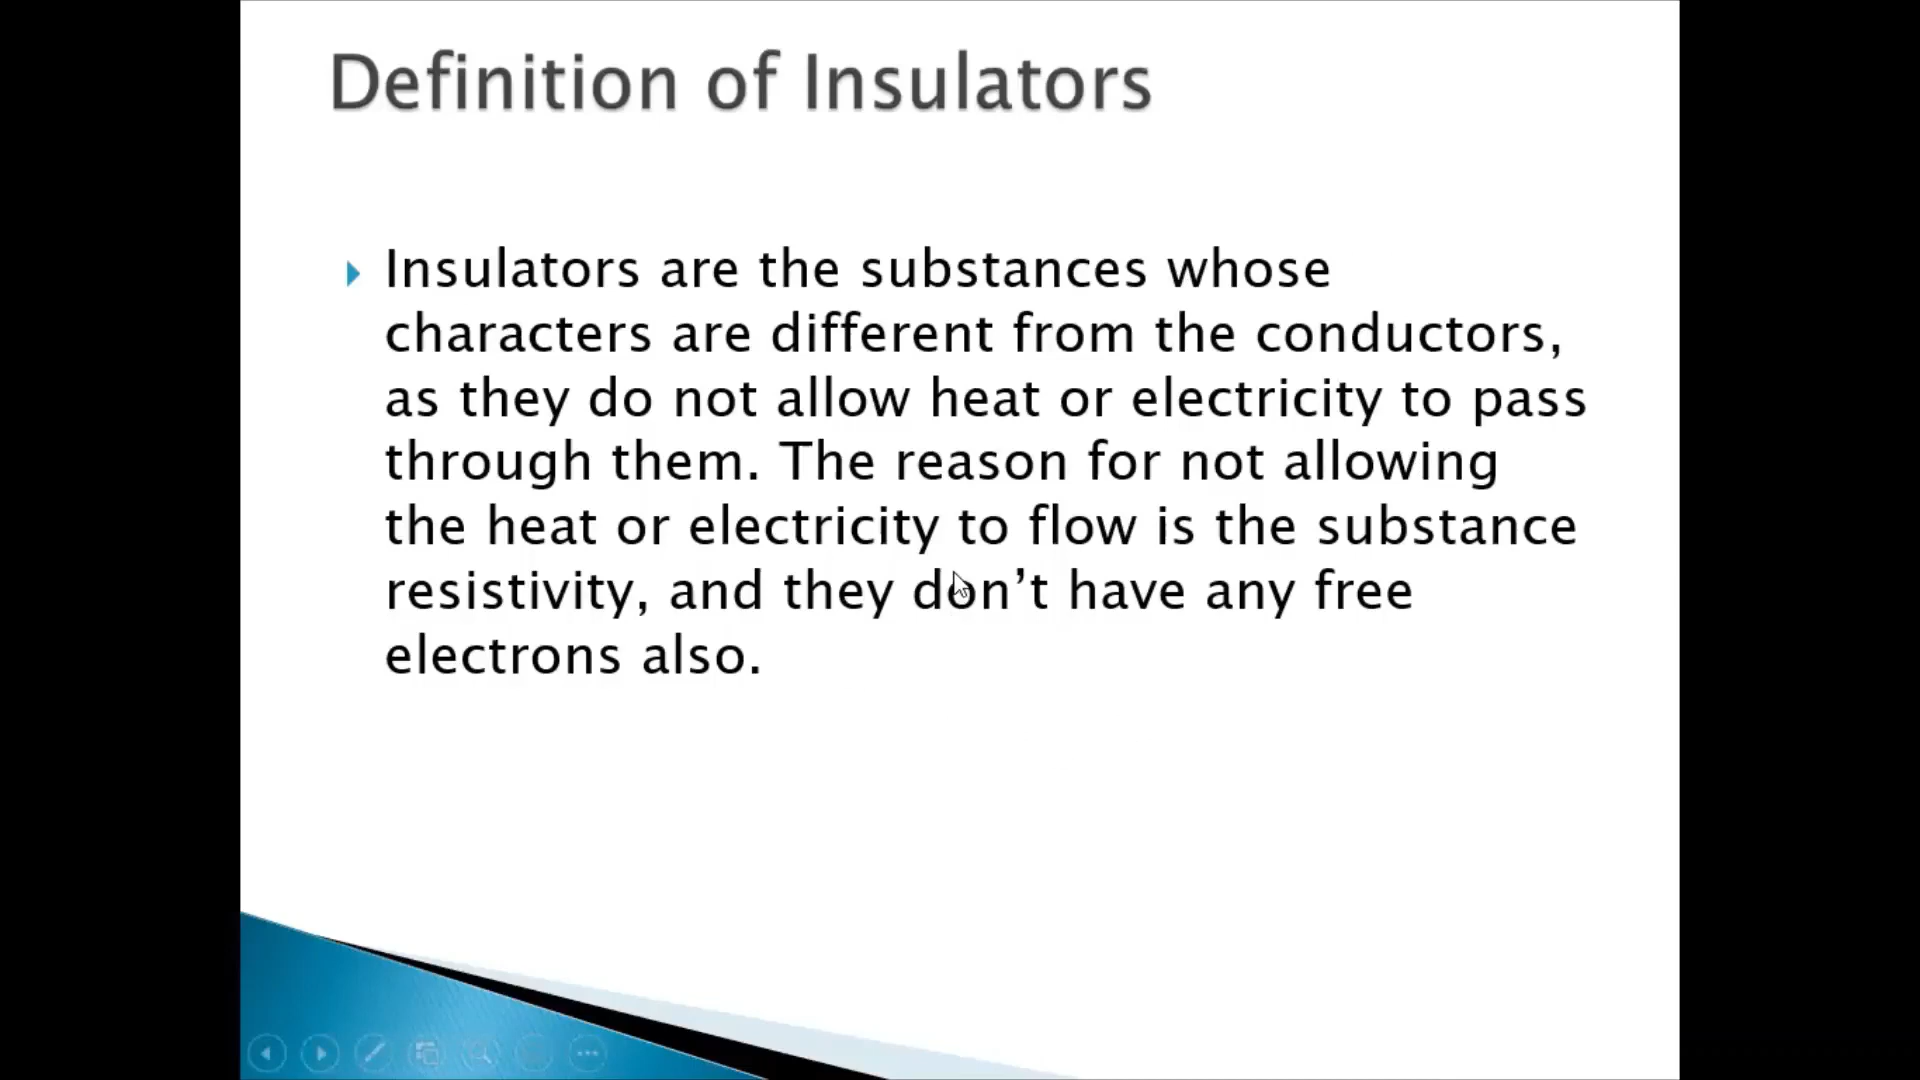 Definition of Insulators
Insulators are the substances whose
characters are different from the conductors,
as they do not allow heat or electricity to pass
through them. The reason for not allowing
the heat or electricity to flow is the substance
resistivity, and they don’t have any free
electrons also.